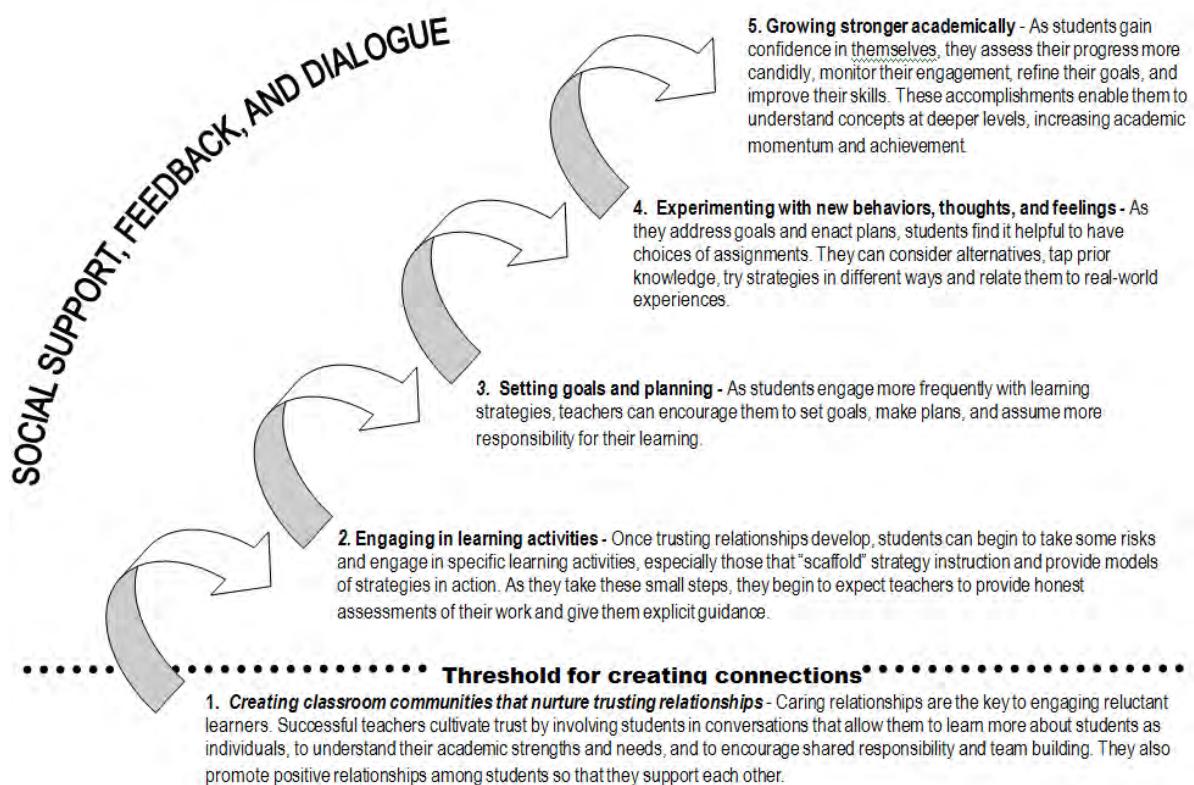 SOCIAL SUPPORT, FEEDBACK, AND DIALOGUE
5. Growing stronger academically - As students gain
confidence in themselves, they assess their progress more
candidly, monitor their engagement, refine their goals, and
improve their skills. These accomplishments enable them to
understand concepts at deeper levels, increasing academic
momentum and achievement.
4. Experimenting with new behaviors, thoughts, and feelings - As
they address goals and enact plans, students find it helpful to have
choices of assignments. They can consider alternatives, tap prior
knowledge, try strategies in different ways and relate them to real-world
experiences.
3. Setting goals and planning - As students engage more frequently with learning
strategies, teachers can encourage them to set goals, make plans, and assume more
responsibility for their learning.
2. Engaging in learning activities - Once trusting relationships develop, students can begin to take some risks
and engage in specific learning activities, especially those that "scaffold" strategy instruction and provide models
of strategies in action. As they take these small steps, they begin to expect teachers to provide honest
assessments of their work and give them explicit guidance.
Threshold for creating connections
1. Creating classroom communities that nurture trusting relationships - Caring relationships are the key to engaging reluctant
learners. Successful teachers cultivate trust by involving students in conversations that allow them to learn more about students as
individuals, to understand their academic strengths and needs, and to encourage shared responsibility and team building. They also
promote positive relationships among students so that they support each other.